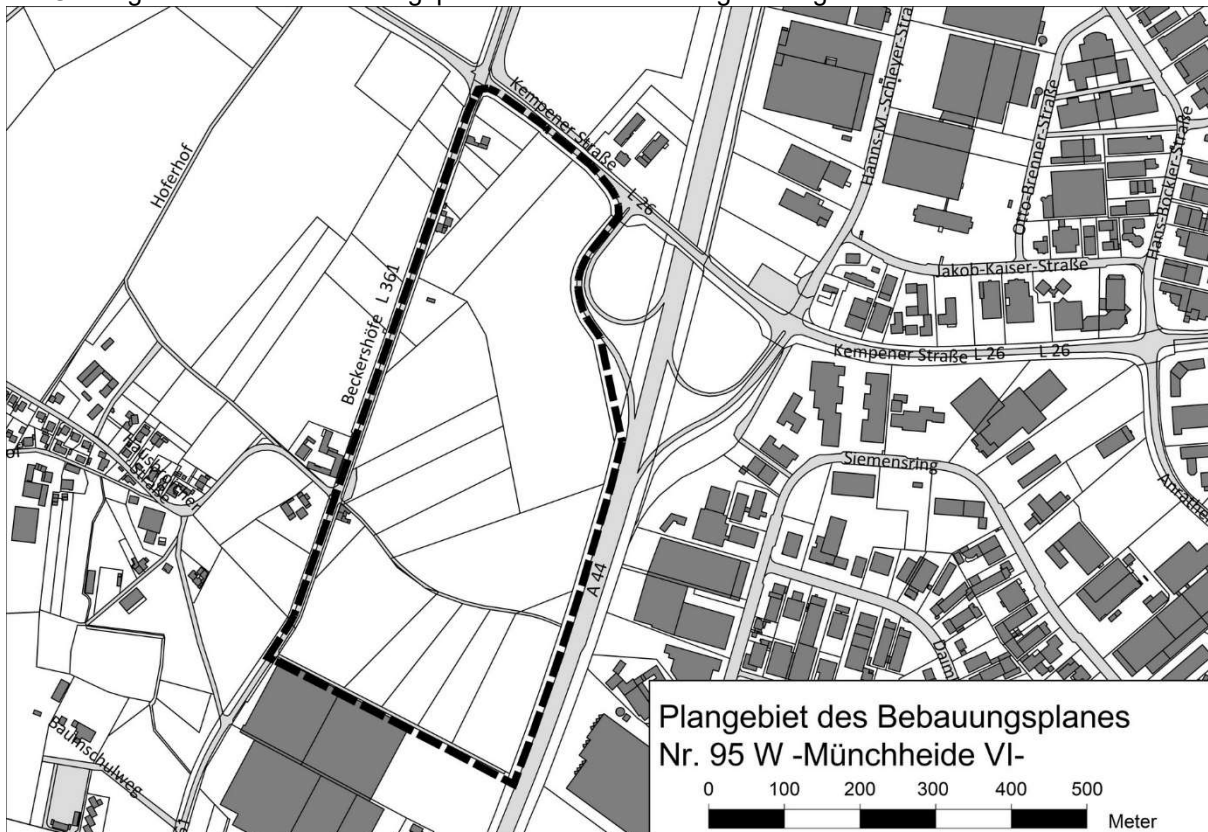 Kempener Straße
L 26
Hoferhof
Beckershöfe L 361
Hanns-M.-Schleyer-Straße
Otto-Brenner-Straße
Hans-Böckler-Straße
Jakob-Kaiser-Straße
Kempener Straße L 26 L 26
Siemensring
A 44
Baumschulweg
Daim
Plangebiet des Bebauungsplanes
Nr. 95 W -Münchheide VI-
0 100 200 300 400 500
Meter